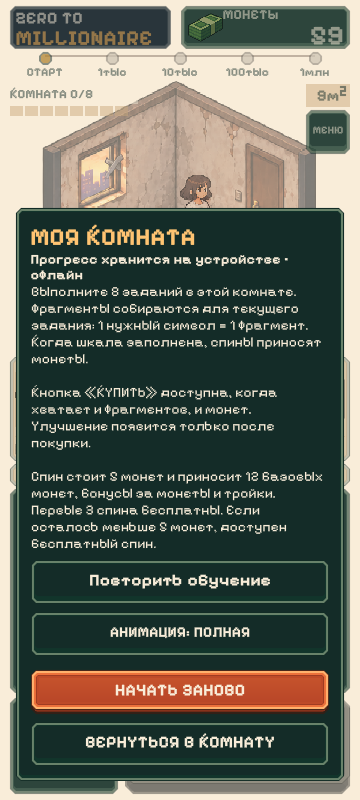 ZERO TO
MILLIONAIRE
МОНЕТЫ
59
СТАРТ
1тыс
10тыс
100тыс
1млн
КОМНАТА 0/8
9м²
МЕНЮ
МОЯ КОМНАТА
Прогресс хранится на устройстве ·
офлайн
Выполните 8 заданий в этой комнате.
Фрагменты собираются для текущего
задания: 1 нужный символ = 1 фрагмент.
Когда шкала заполнена, спины приносят
монеты.
Кнопка «КУПИТЬ» доступна, когда
хватает и фрагментов, и монет.
Улучшение появится только после
покупки.
Спин стоит 5 монет и приносит 12 базовых
монет, бонусы за монеты и тройки.
Первые 3 спина бесплатны. Если
осталось меньше 5 монет, доступен
бесплатный спин.
Повторить обучение
АНИМАЦИЯ: ПОЛНАЯ
НАЧАТЬ ЗАНОВО
ВЕРНУТЬСЯ В КОМНАТУ